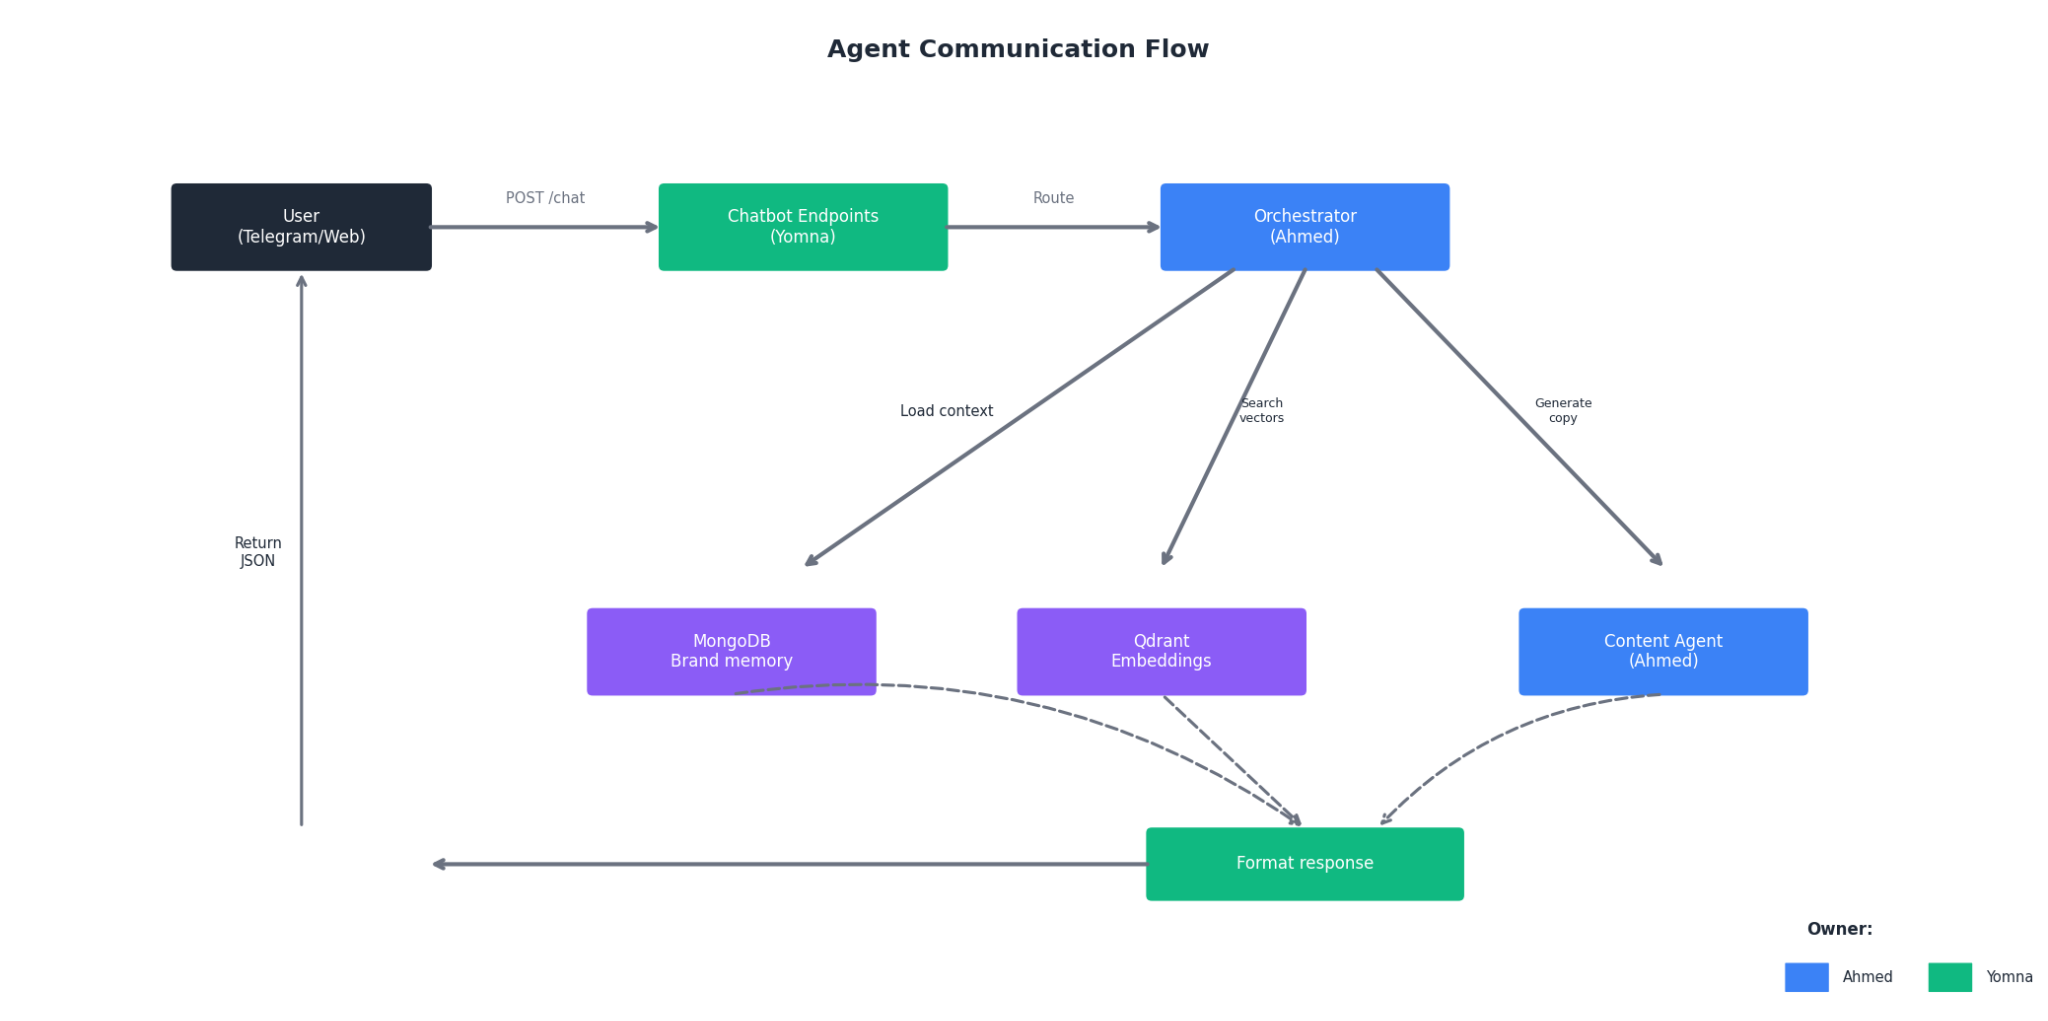 Agent Communication Flow
User
(Telegram/Web)
POST /chat
Chatbot Endpoints
(Yomna)
Route
Orchestrator
(Ahmed)
Load context
Search
vectors
Generate
copy
Return
JSON
MongoDB
Brand memory
Qdrant
Embeddings
Content Agent
(Ahmed)
Format response
Owner:
Ahmed
Yomna